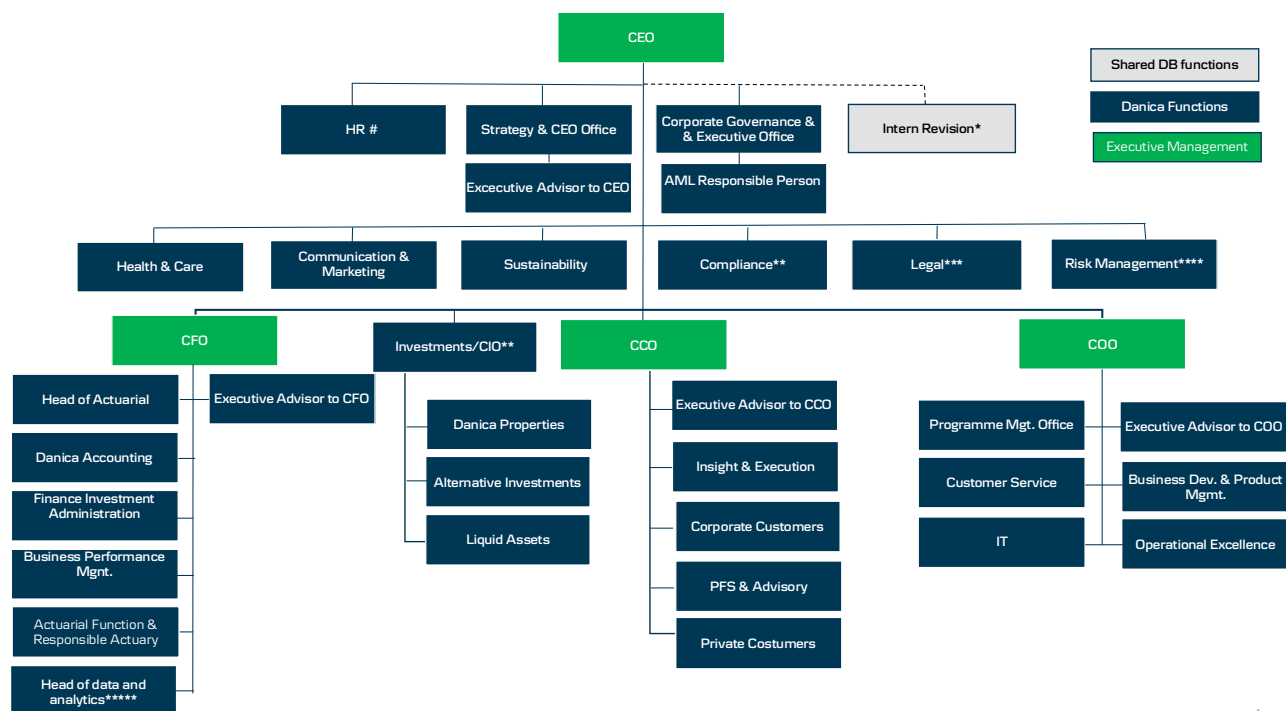 CEO
Shared DB functions
Danica Functions
Executive Management
HR #
Strategy & CEO Office
Corporate Governance &
& Executive Office
Intern Revision*
Excecutive Advisor to CEO
AML Responsible Person
Health & Care
Communication &
Marketing
Sustainability
Compliance**
Legal***
Risk Management****
CFO
Investments/CIO**
CCO
COO
Head of Actuarial
Executive Advisor to CFO
Danica Accounting
Finance Investment
Administration
Business Performance
Mgnt.
Actuarial Function &
Responsible Actuary
Head of data and
analytics*****
Danica Properties
Alternative Investments
Liquid Assets
Executive Advisor to CCO
Insight & Execution
Corporate Customers
PFS & Advisory
Private Costumers
Programme Mgt. Office
Executive Advisor to COO
Customer Service
Business Dev. & Product
Mgmt.
IT
Operational Excellence